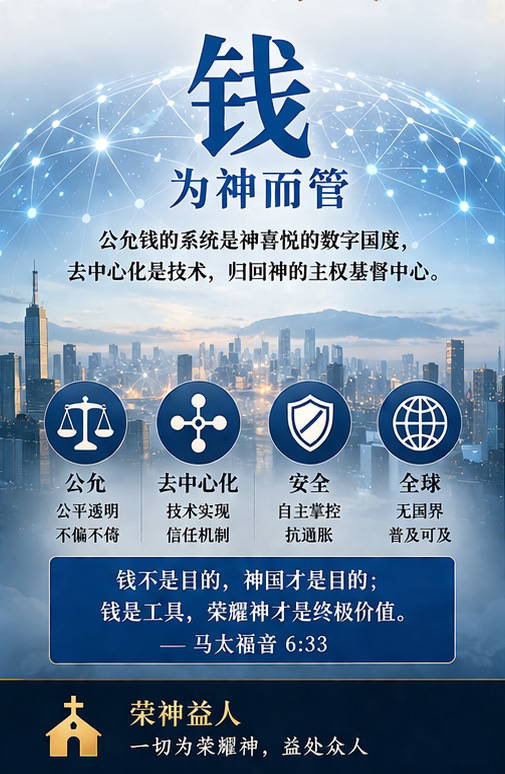 钱
为神而管
公允钱的系统是神喜悦的数字国度，
去中心化是技术，归回神的主权基督中心。
公允
公平透明
不偏不倚
去中心化
技术实现
信任机制
安全
自主掌控
抗通胀
全球
无国界
普及可及
钱不是目的，神国才是目的；
钱是工具，荣耀神才是终极价值。
— 马太福音 6:33
荣神益人
一切为荣耀神，益处众人